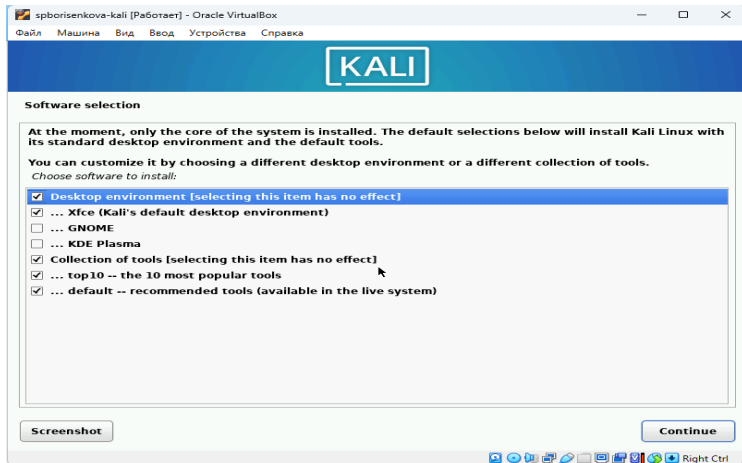 spborisenkova-kali [Работает] - Oracle VirtualBox
Файл Машина Вид Ввод Устройства Справка
KALI
Software selection
At the moment, only the core of the system is installed. The default selections below will install Kali Linux with
its standard desktop environment and the default tools.
You can customize it by choosing a different desktop environment or a different collection of tools.
Choose software to install:
Desktop environment [selecting this item has no effect]
... Xfce (Kali's default desktop environment)
... GNOME
... KDE Plasma
Collection of tools [selecting this item has no effect]
... top10 -- the 10 most popular tools
... default -- recommended tools (available in the live system)
Screenshot Continue
Right Ctrl